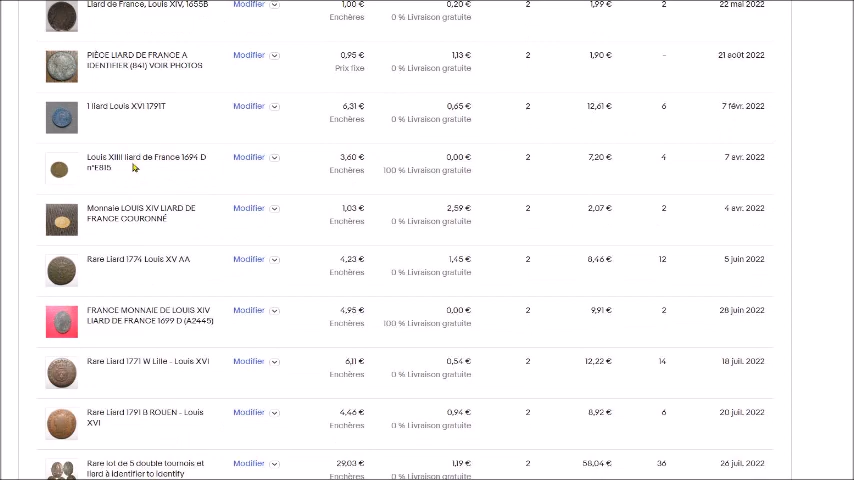 Liard de France, Louis XIV, 1655B Modifier 1,00 € 0,20 € 2 1,99 € 2 22 mai 2022
Enchères 0 % Livraison gratuite
PIÈCE LIARD DE FRANCE A Modifier 0,95 € 1,13 € 2 1,90 € - 21 août 2022
IDENTIFIER (841) VOIR PHOTOS Prix fixe 0 % Livraison gratuite
1 liard Louis XVI 1791T Modifier 6,31 € 0,65 € 2 12,61 € 6 7 févr. 2022
Enchères 0 % Livraison gratuite
Louis XIIII liard de France 1694 D Modifier 3,60 € 0,00 € 2 7,20 € 4 7 avr. 2022
n°E815 Enchères 100 % Livraison gratuite
Monnaie LOUIS XIV LIARD DE Modifier 1,03 € 2,59 € 2 2,07 € 2 4 avr. 2022
FRANCE COURONNÉ Enchères 0 % Livraison gratuite
Rare Liard 1774 Louis XV AA Modifier 4,23 € 1,45 € 2 8,46 € 12 5 juin 2022
Enchères 0 % Livraison gratuite
FRANCE MONNAIE DE LOUIS XIV Modifier 4,95 € 0,00 € 2 9,91 € 2 28 juin 2022
LIARD DE FRANCE 1699 D (A2445) Enchères 100 % Livraison gratuite
Rare Liard 1771 W Lille - Louis XVI Modifier 6,11 € 0,54 € 2 12,22 € 14 18 juil. 2022
Enchères 0 % Livraison gratuite
Rare Liard 1791 B ROUEN - Louis Modifier 4,46 € 0,94 € 2 8,92 € 6 20 juil. 2022
XVI Enchères 0 % Livraison gratuite
Rare lot de 5 double tournois et Modifier 29,03 € 1,19 € 2 58,04 € 36 26 juil. 2022
liard à identifier to identify Enchères 0 % Livraison gratuite